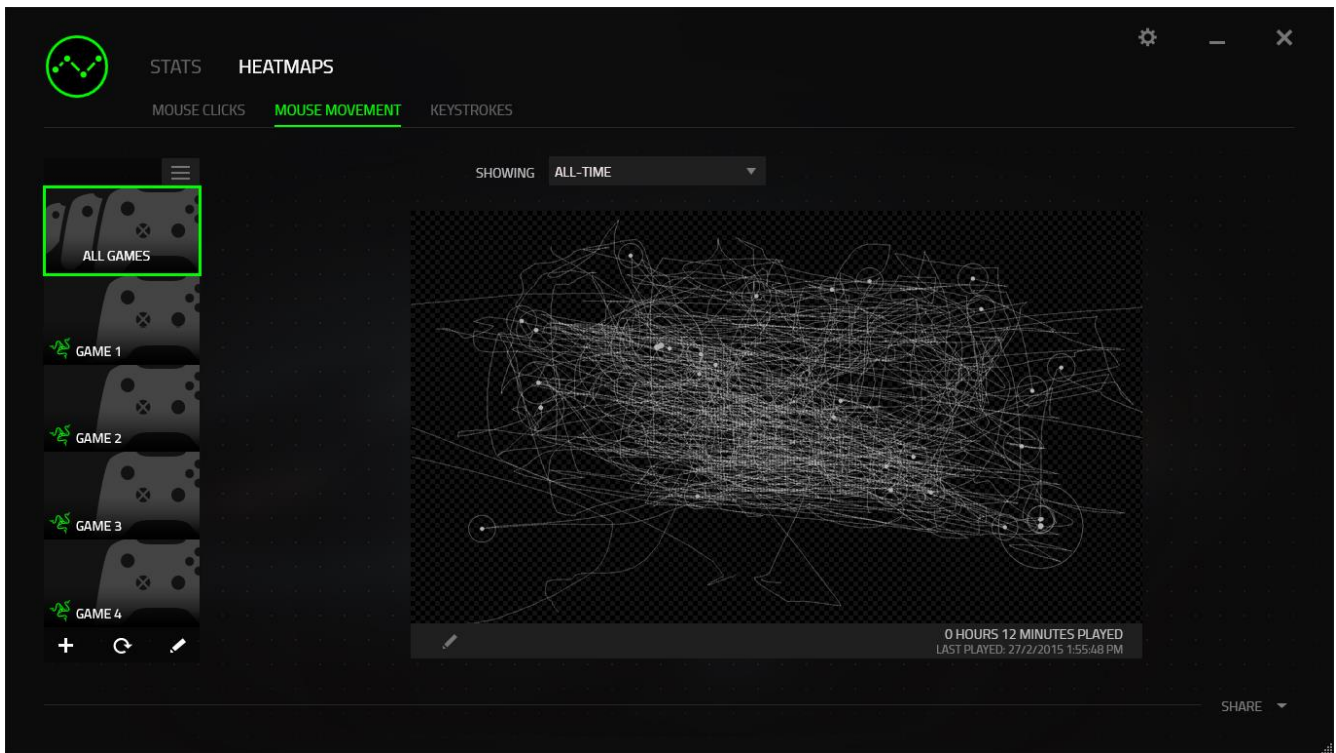 STATS HEATMAPS
MOUSE CLICKS MOUSE MOVEMENT KEYSTROKES
SHOWING ALL-TIME
ALL GAMES
GAME 1
GAME 2
GAME 3
GAME 4
0 HOURS 12 MINUTES PLAYED
LAST PLAYED: 27/2/2015 1:55:48 PM
SHARE